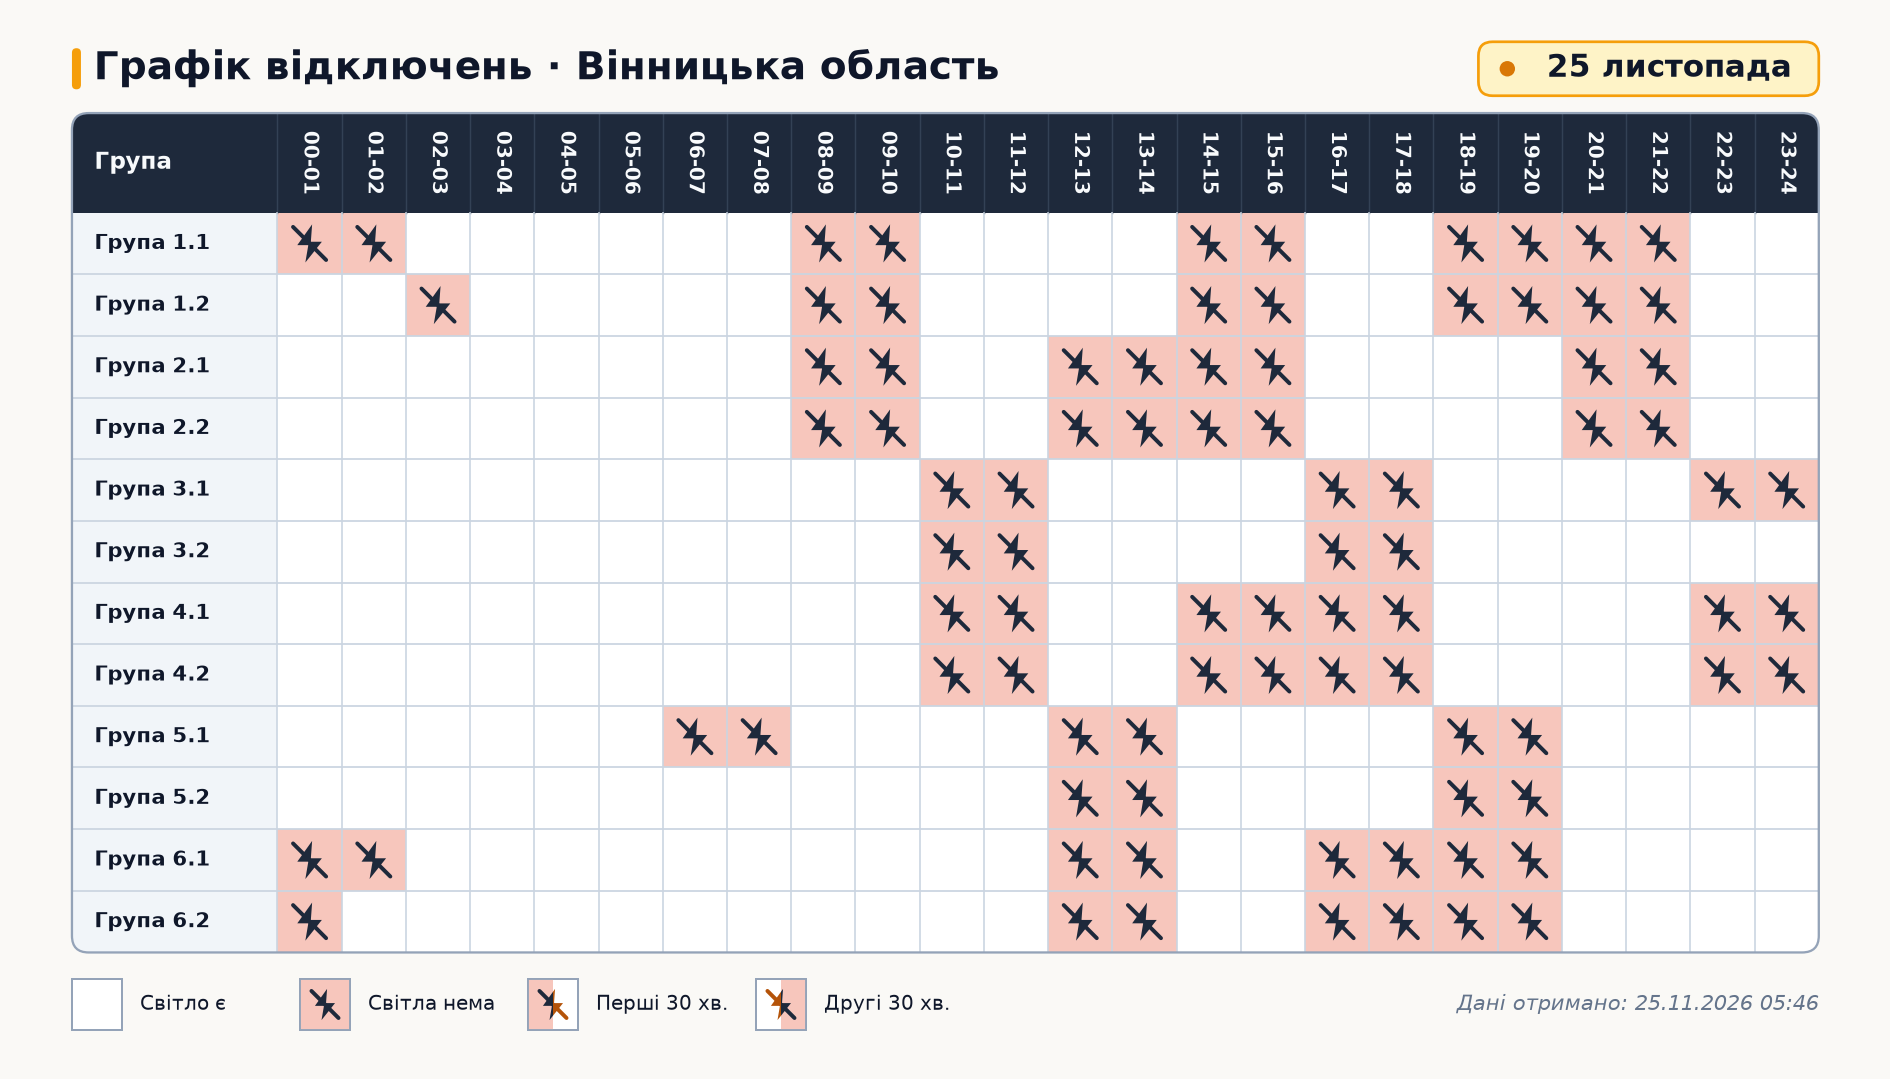 Графік відключень · Вінницька область
25 листопада
Група 00-01 01-02 02-03 03-04 04-05 05-06 06-07 07-08 08-09 09-10 10-11 11-12 12-13 13-14 14-15 15-16 16-17 17-18 18-19 19-20 20-21 21-22 22-23 23-24
Група 1.1
Група 1.2
Група 2.1
Група 2.2
Група 3.1
Група 3.2
Група 4.1
Група 4.2
Група 5.1
Група 5.2
Група 6.1
Група 6.2
Світло є Світла нема Перші 30 хв. Другі 30 хв.
Дані отримано: 25.11.2026 05:46